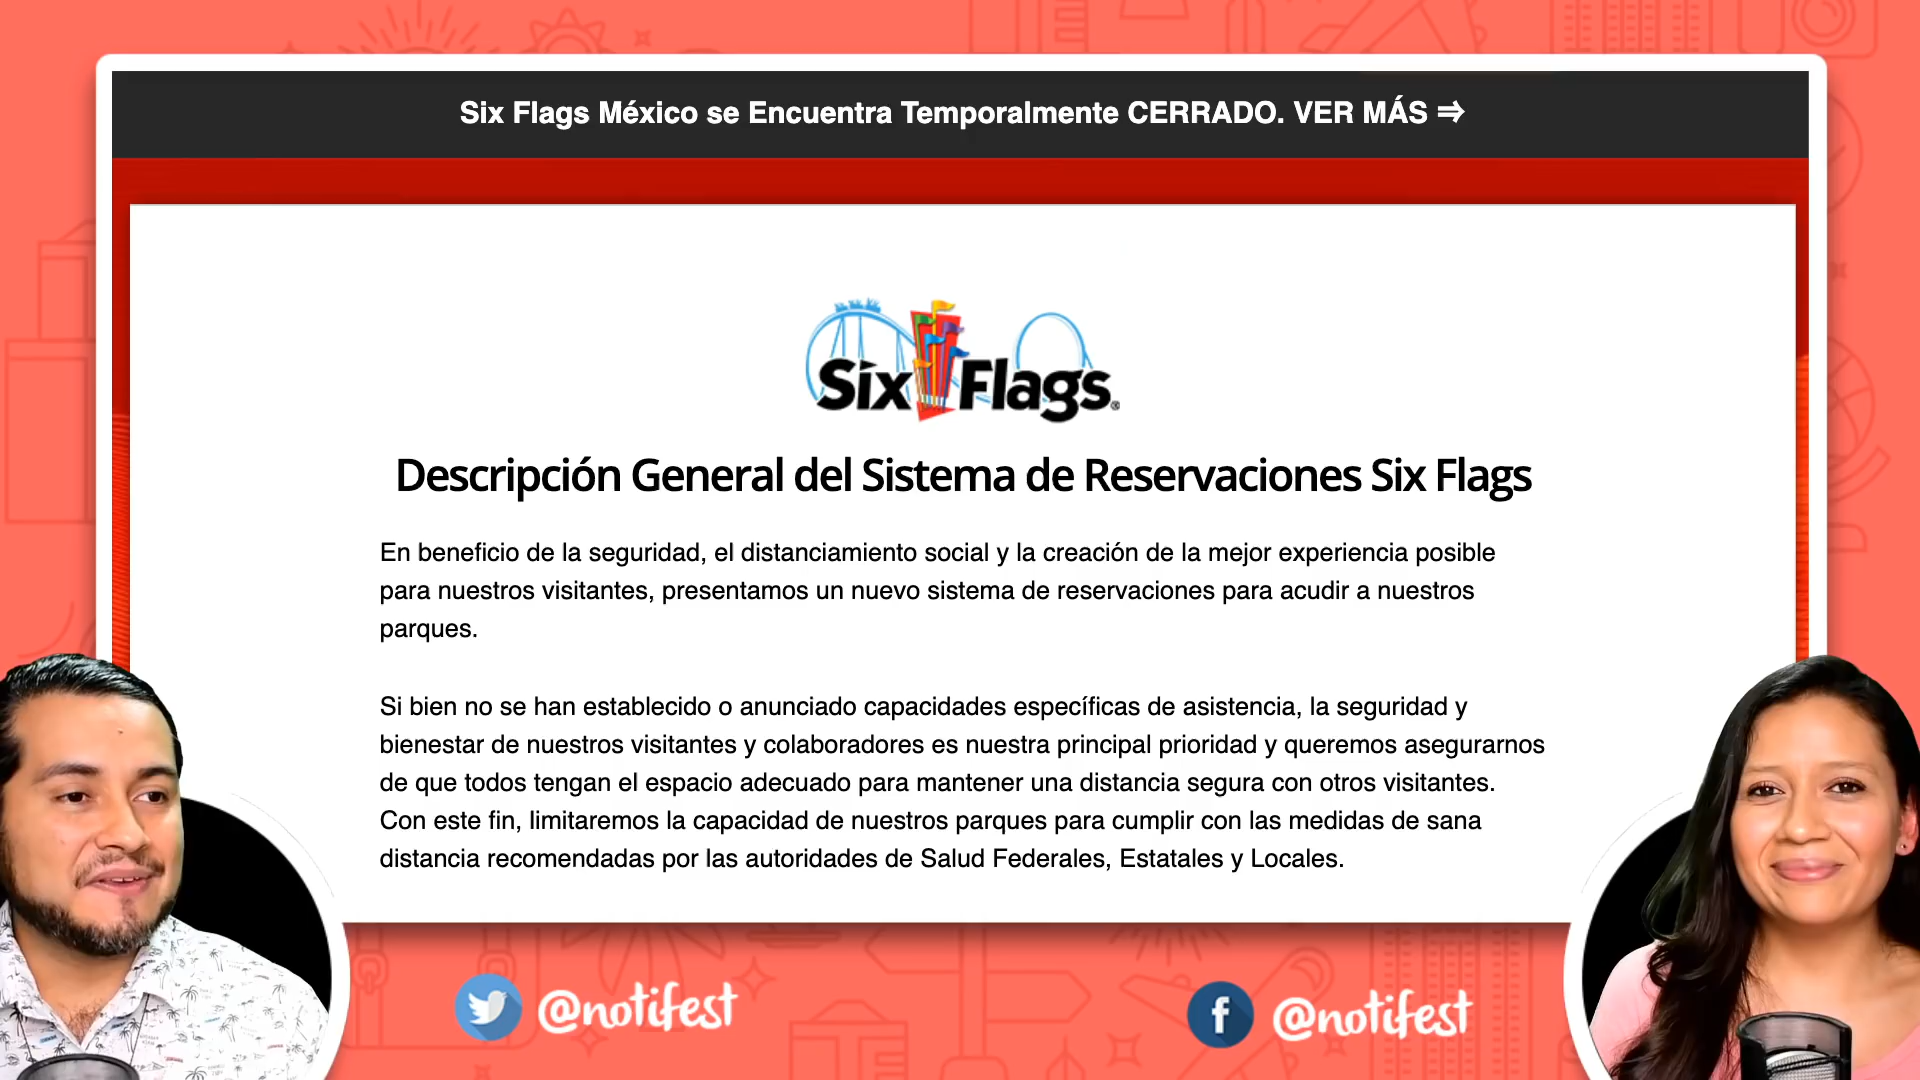 Six Flags México se Encuentra Temporalmente CERRADO. VER MÁS ⇒
Six Flags
Descripción General del Sistema de Reservaciones Six Flags
En beneficio de la seguridad, el distanciamiento social y la creación de la mejor experiencia posible
para nuestros visitantes, presentamos un nuevo sistema de reservaciones para acudir a nuestros
parques.
Si bien no se han establecido o anunciado capacidades específicas de asistencia, la seguridad y
bienestar de nuestros visitantes y colaboradores es nuestra principal prioridad y queremos asegurarnos
de que todos tengan el espacio adecuado para mantener una distancia segura con otros visitantes.
Con este fin, limitaremos la capacidad de nuestros parques para cumplir con las medidas de sana
distancia recomendadas por las autoridades de Salud Federales, Estatales y Locales.
@notifest
@notifest